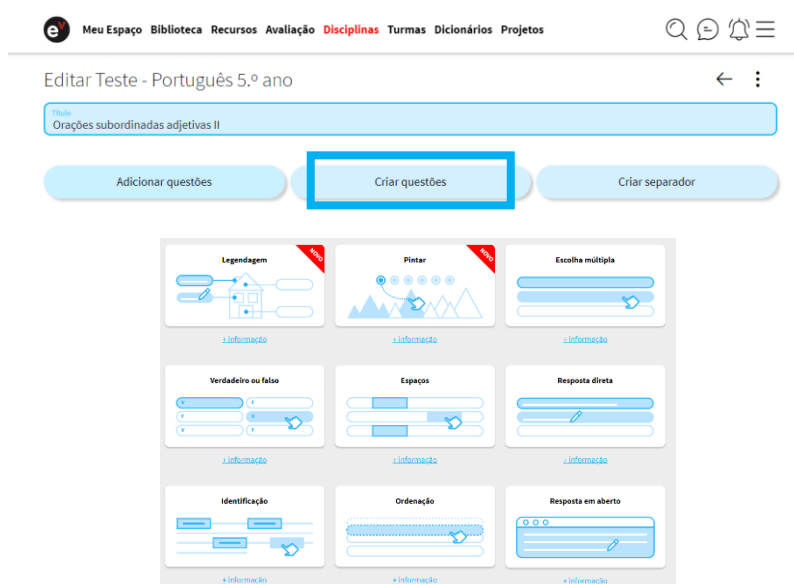 Meu Espaço Biblioteca Recursos Avaliação Disciplinas Turmas Dicionários Projetos
Editar Teste - Português 5.º ano
Título
Orações subordinadas adjetivas II
Adicionar questões Criar questões Criar separador
Legendagem NOVO Pintar NOVO Escolha múltipla
+ informação + informação + informação
Verdadeiro ou falso Espaços Resposta direta
+ informação + informação + informação
Identificação Ordenação Resposta em aberto
+ informação + informação + informação